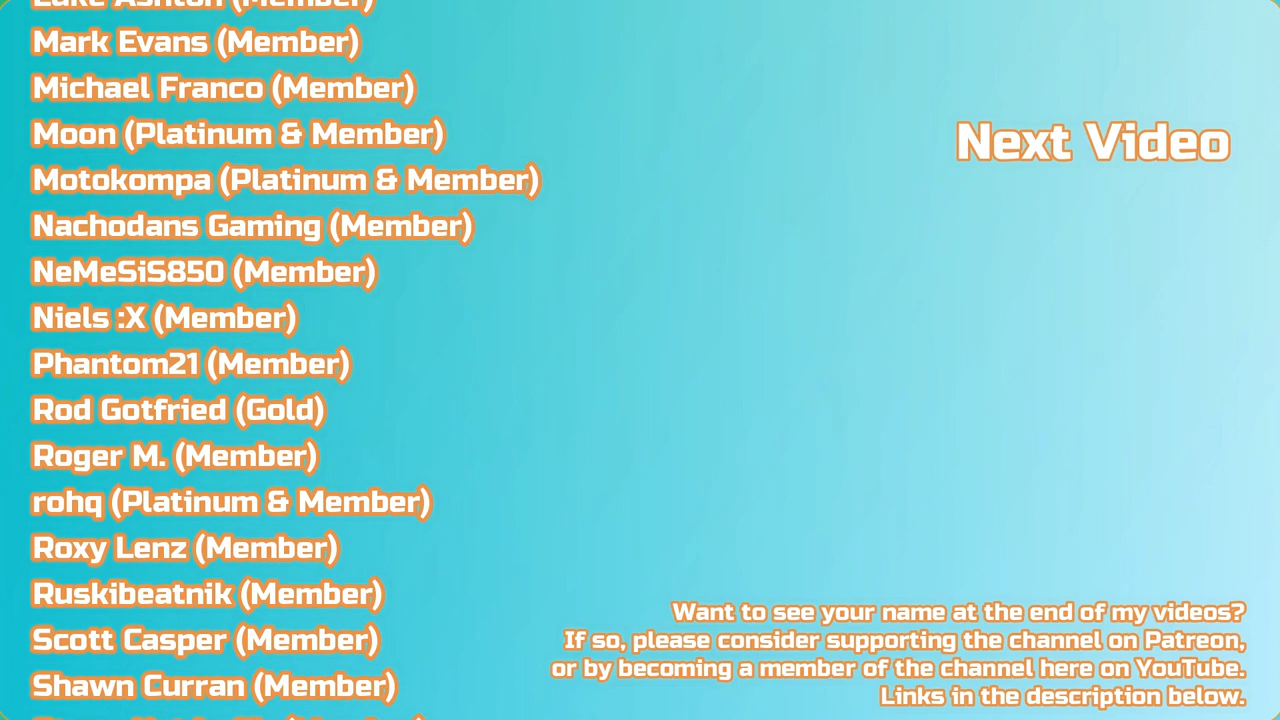 Luke Ashton (Member)
Mark Evans (Member)
Michael Franco (Member)
Moon (Platinum & Member)
Motokompa (Platinum & Member)
Nachodans Gaming (Member)
NeMeSiS850 (Member)
Niels :X (Member)
Phantom21 (Member)
Rod Gotfried (Gold)
Roger M. (Member)
rohq (Platinum & Member)
Roxy Lenz (Member)
Ruskibeatnik (Member)
Scott Casper (Member)
Shawn Curran (Member)
Next Video
Want to see your name at the end of my videos?
If so, please consider supporting the channel on Patreon,
or by becoming a member of the channel here on YouTube.
Links in the description below.